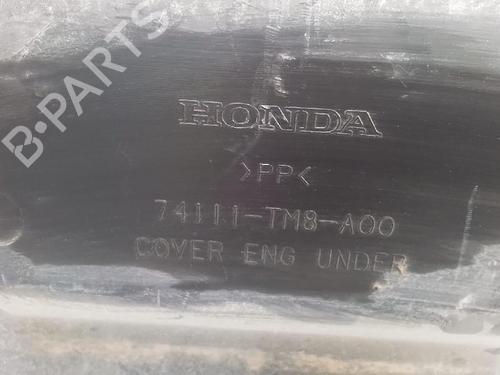 B-PARTS
HONDA
>PP<
74111-TM8-A00
COVER ENG UNDER